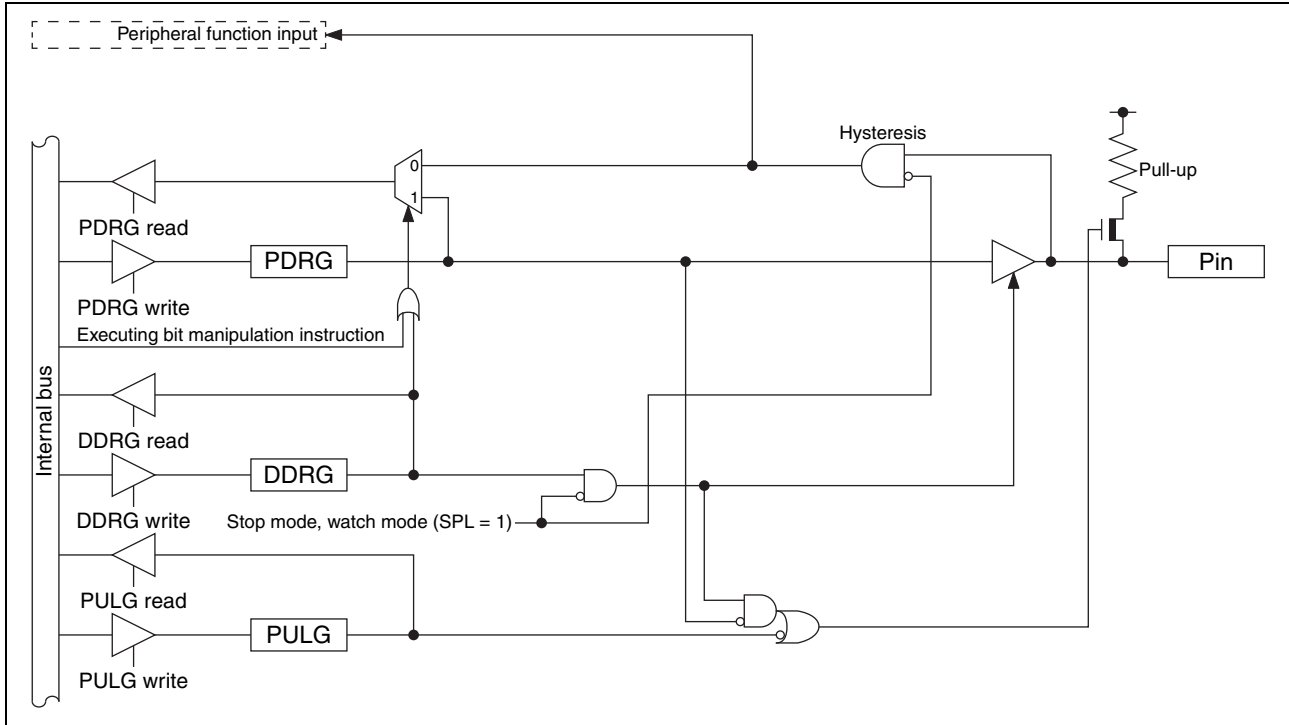 Peripheral function input
Hysteresis
Pull-up
0
1
PDRG read
PDRG
Pin
PDRG write
Executing bit manipulation instruction
Internal bus
DDRG read
DDRG
DDRG write
Stop mode, watch mode (SPL = 1)
PULG read
PULG
PULG write